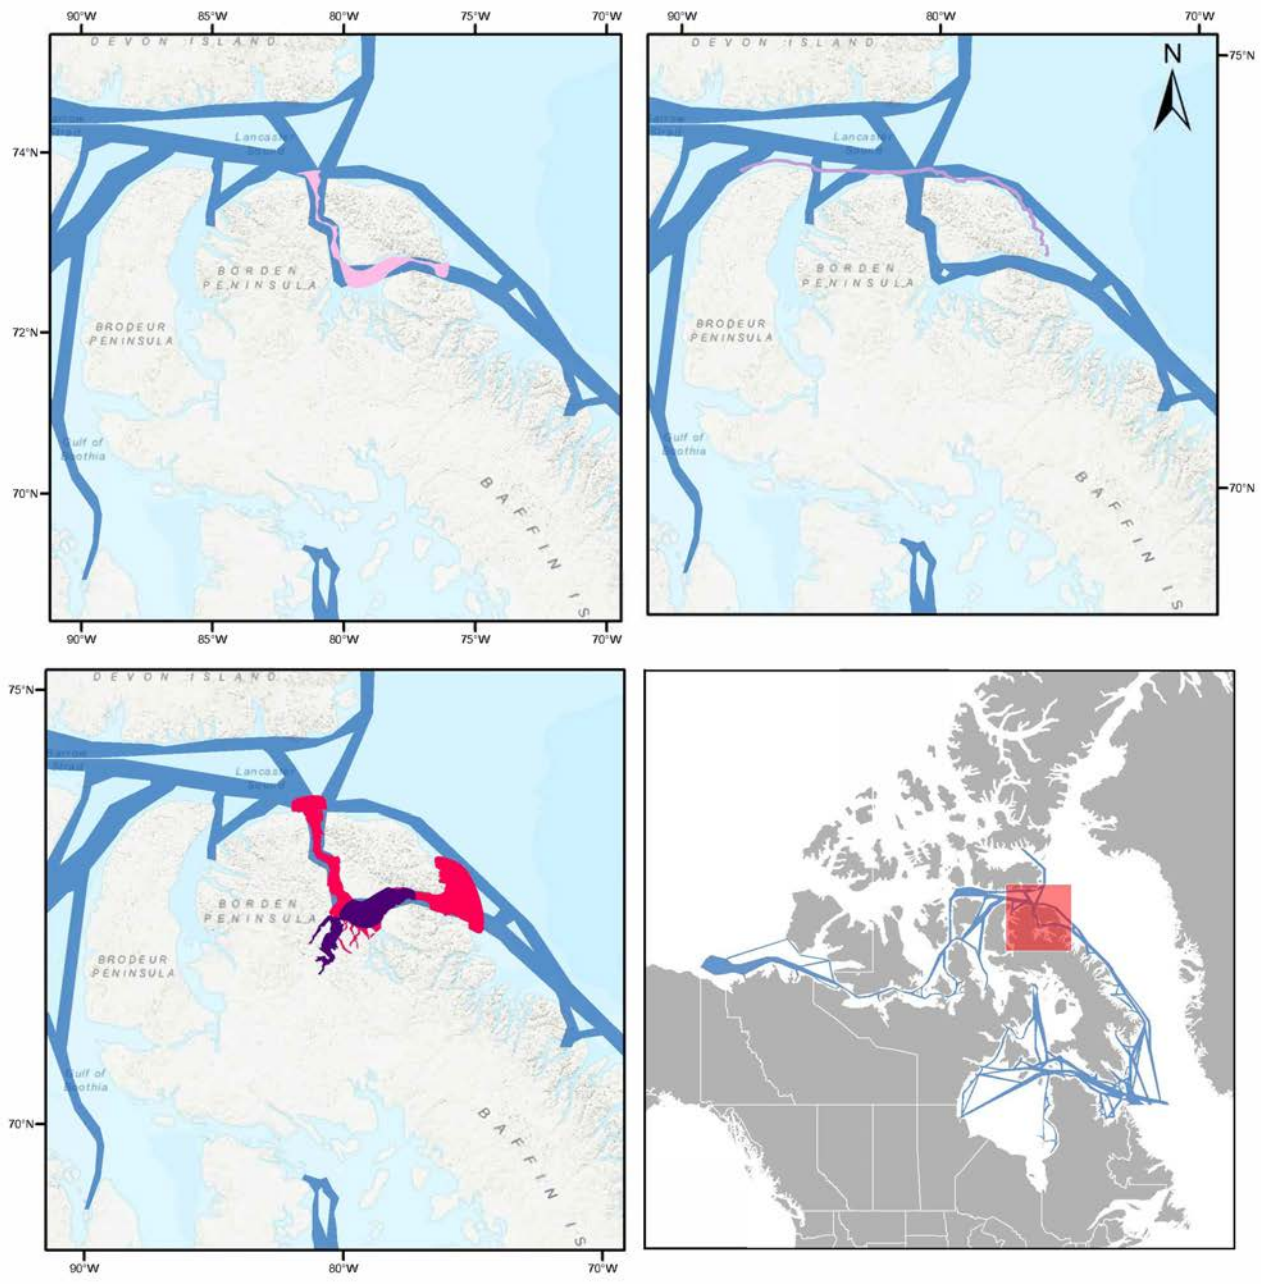 90°W 85°W 80°W 75°W 70°W
90°W 80°W 70°W
DEVON ISLAND
DEVON ISLAND
N
75°N
Lancaster
Sound
Lancaster
Sound
74°N
BORDEN
PENINSULA
BORDEN
PENINSULA
BRODEUR
PENINSULA
BRODEUR
PENINSULA
72°N
Gulf of
Boothia
Gulf of
Boothia
70°N
70°N
BAFFIN IS
BAFFIN IS
90°W 85°W 80°W 75°W 70°W
75°N
DEVON ISLAND
Barrow
Strait
Lancaster
Sound
BORDEN
PENINSULA
BRODEUR
PENINSULA
Gulf of
Boothia
70°N
BAFFIN IS
90°W 80°W 70°W